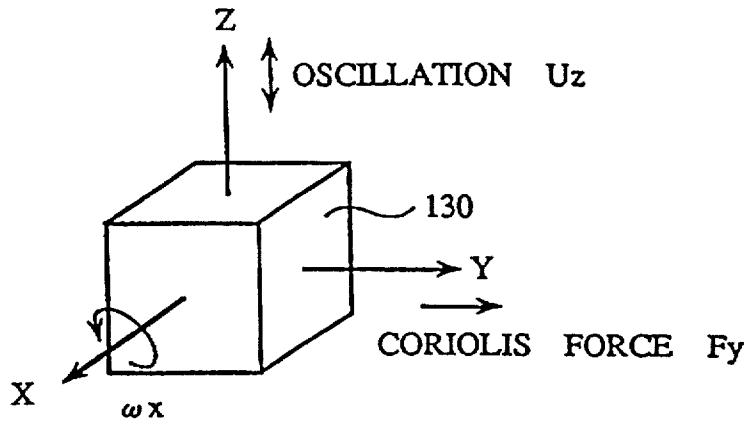 Z
OSCILLATION Uz
130
Y
CORIOLIS FORCE Fy
X
ωx